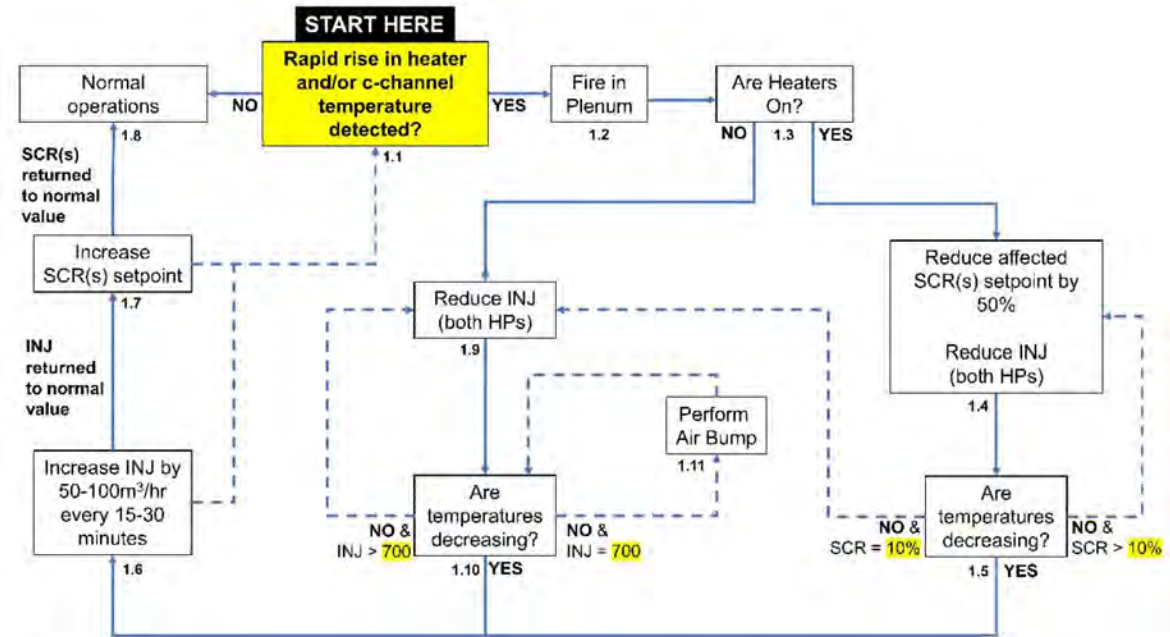 START HERE
Rapid rise in heater
and/or c-channel
temperature
detected?
1.1
NO
YES
Normal
operations
1.8
Fire in
Plenum
1.2
Are Heaters
On?
NO
1.3
YES
SCR(s)
returned
to normal
value
Increase
SCR(s) setpoint
1.7
Reduce INJ
(both HPs)
1.9
Reduce affected
SCR(s) setpoint by
50%
Reduce INJ
(both HPs)
1.4
INJ
returned
to normal
value
Perform
Air Bump
1.11
Increase INJ by
50-100m³/hr
every 15-30
minutes
1.6
Are
temperatures
decreasing?
NO &
INJ > 700
NO &
INJ = 700
1.10
YES
Are
temperatures
decreasing?
NO &
SCR = 10%
NO &
SCR > 10%
1.5
YES